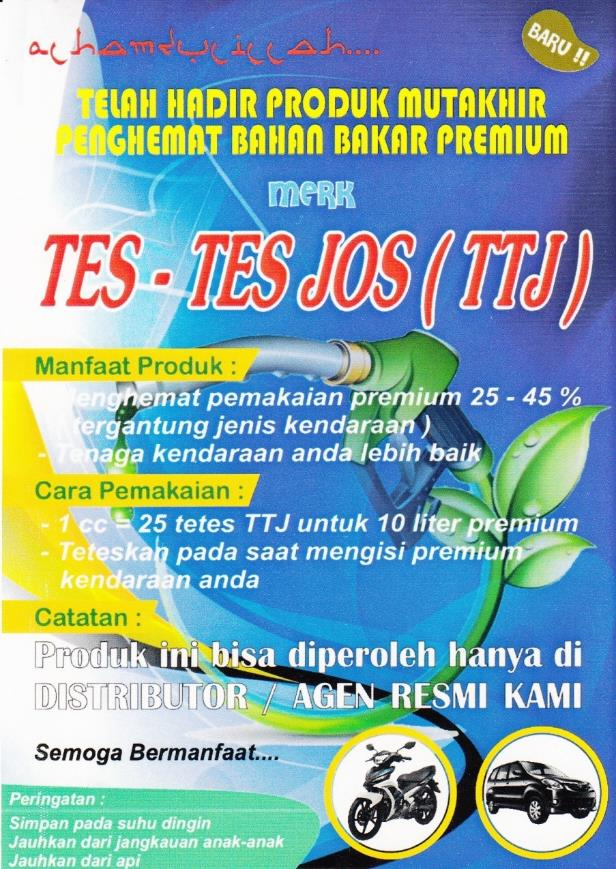 alhamdulillah....
BARU !!
TELAH HADIR PRODUK MUTAKHIR
PENGHEMAT BAHAN BAKAR PREMIUM
merk
TES - TES JOS ( TTJ )
Manfaat Produk :
- Menghemat pemakaian premium 25 - 45 %
( tergantung jenis kendaraan )
- Tenaga kendaraan anda lebih baik
Cara Pemakaian :
- 1 cc = 25 tetes TTJ untuk 10 liter premium
- Teteskan pada saat mengisi premium
kendaraan anda
Catatan :
Produk ini bisa diperoleh hanya di
DISTRIBUTOR / AGEN RESMI KAMI
Semoga Bermanfaat....
Peringatan :
Simpan pada suhu dingin
Jauhkan dari jangkauan anak-anak
Jauhkan dari api